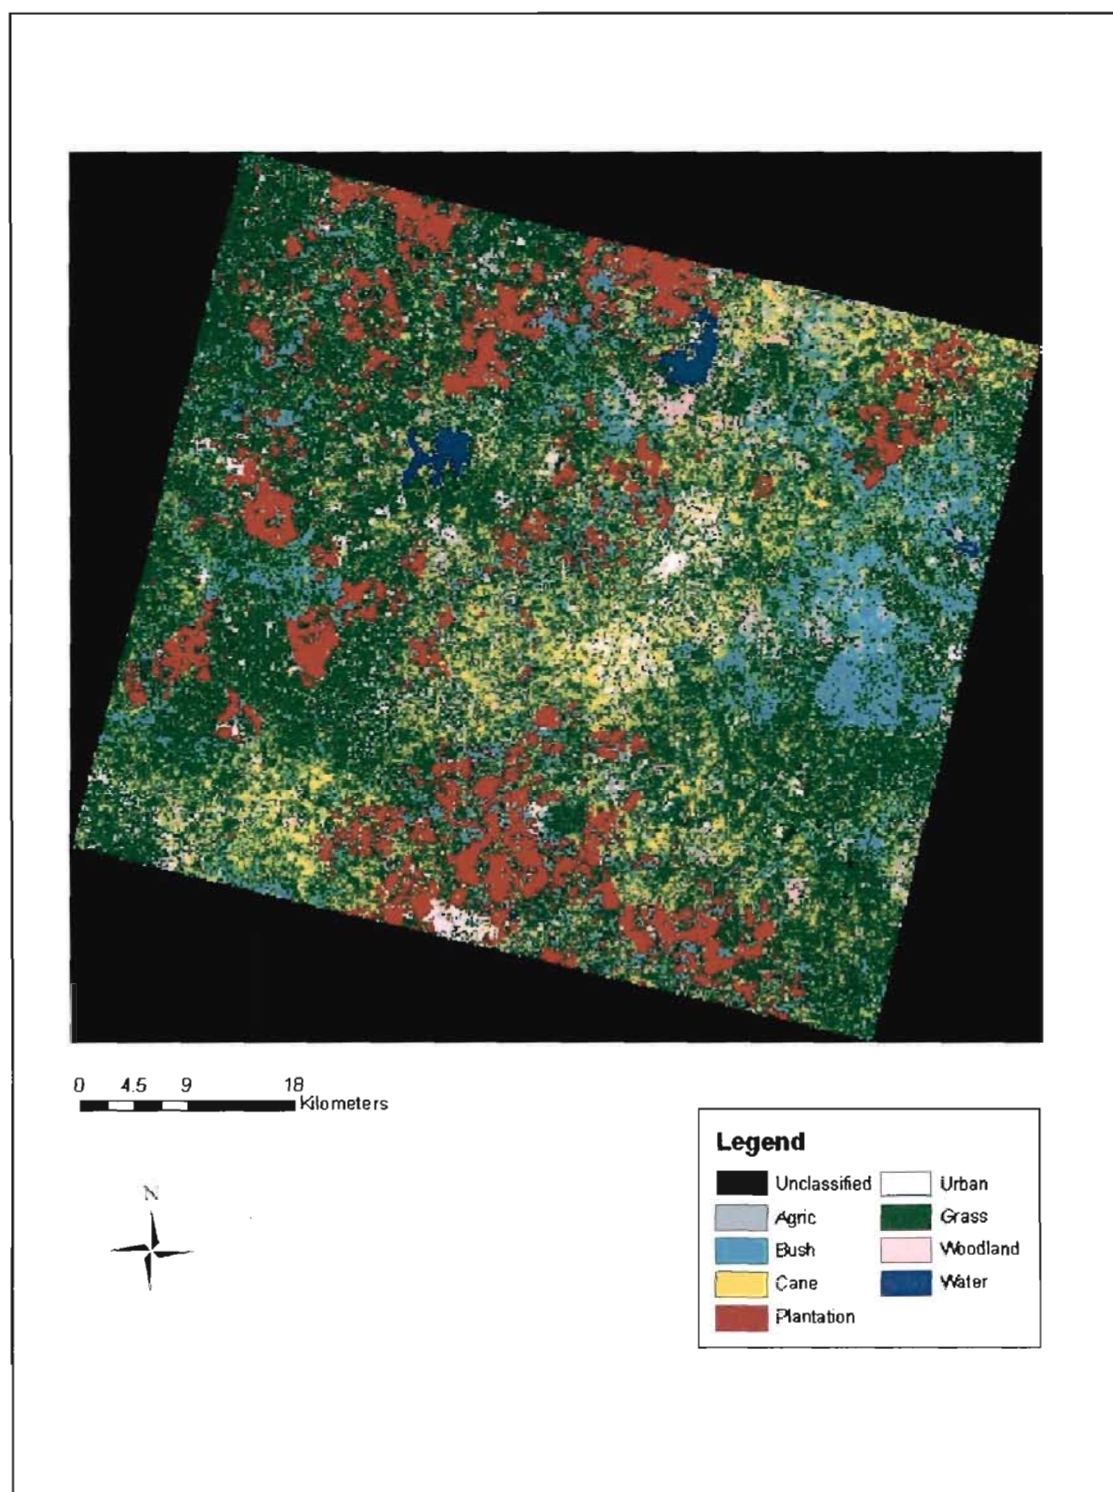 0 4.5 9 18
Kilometers
N
Legend
Unclassified Urban
Agric Grass
Bush Woodland
Cane Water
Plantation